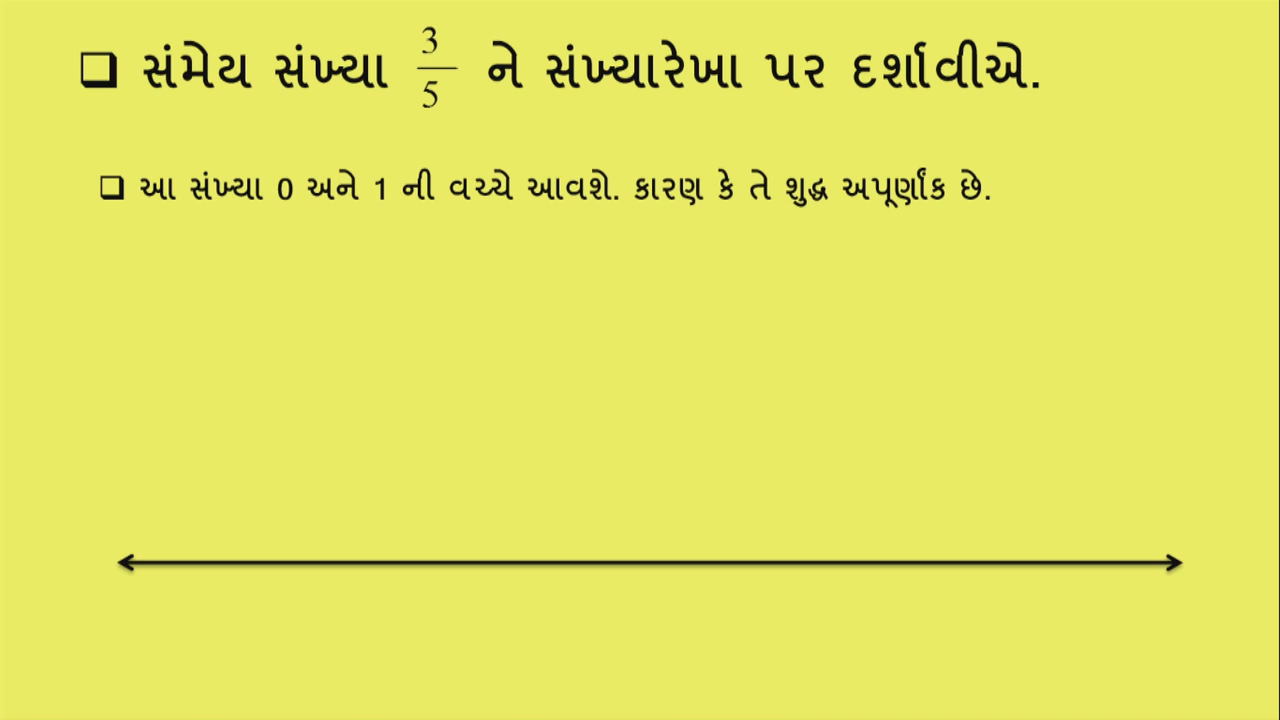 ❑ સંમેય સંખ્યા 3/5 ને સંખ્યારેખા પર દર્શાવીએ.
❑ આ સંખ્યા 0 અને 1 ની વચ્ચે આવશે. કારણ કે તે શુદ્ધ અપૂર્ણાંક છે.